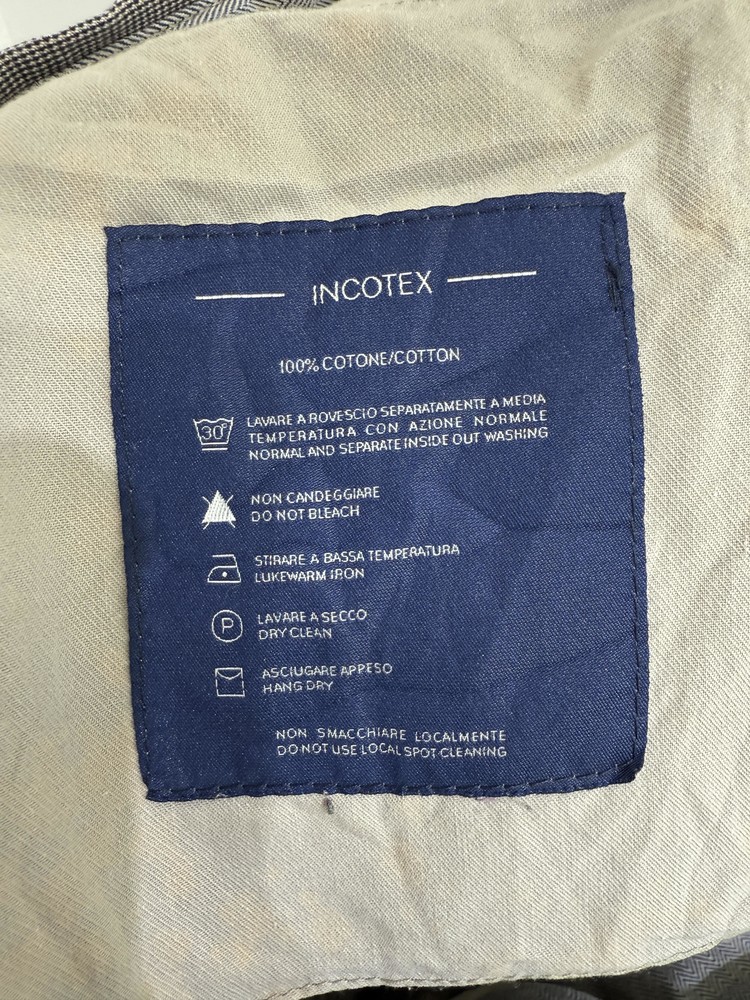 INCOTEX
100% COTONE/COTTON
30°
LAVARE A ROVESCIO SEPARATAMENTE A MEDIA
TEMPERATURA CON AZIONE NORMALE
NORMAL AND SEPARATE INSIDE OUT WASHING
NON CANDEGGIARE
DO NOT BLEACH
STIRARE A BASSA TEMPERATURA
LUKEWARM IRON
P
LAVARE A SECCO
DRY CLEAN
ASCIUGARE APPESO
HANG DRY
NON SMACCHIARE LOCALMENTE
DO NOT USE LOCAL SPOT CLEANING